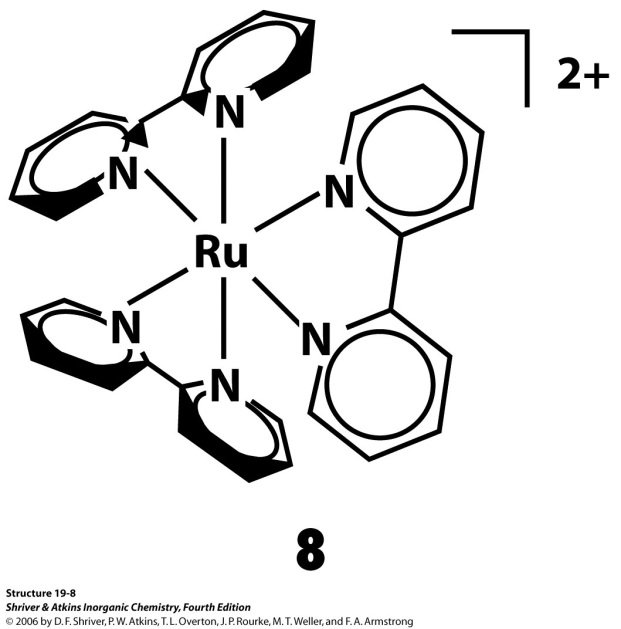 2+
N
N
N
Ru
N
N
N
8
Structure 19-8
Shriver & Atkins Inorganic Chemistry, Fourth Edition
© 2006 by D. F. Shriver, P. W. Atkins, T. L. Overton, J. P. Rourke, M. T. Weller, and F. A. Armstrong